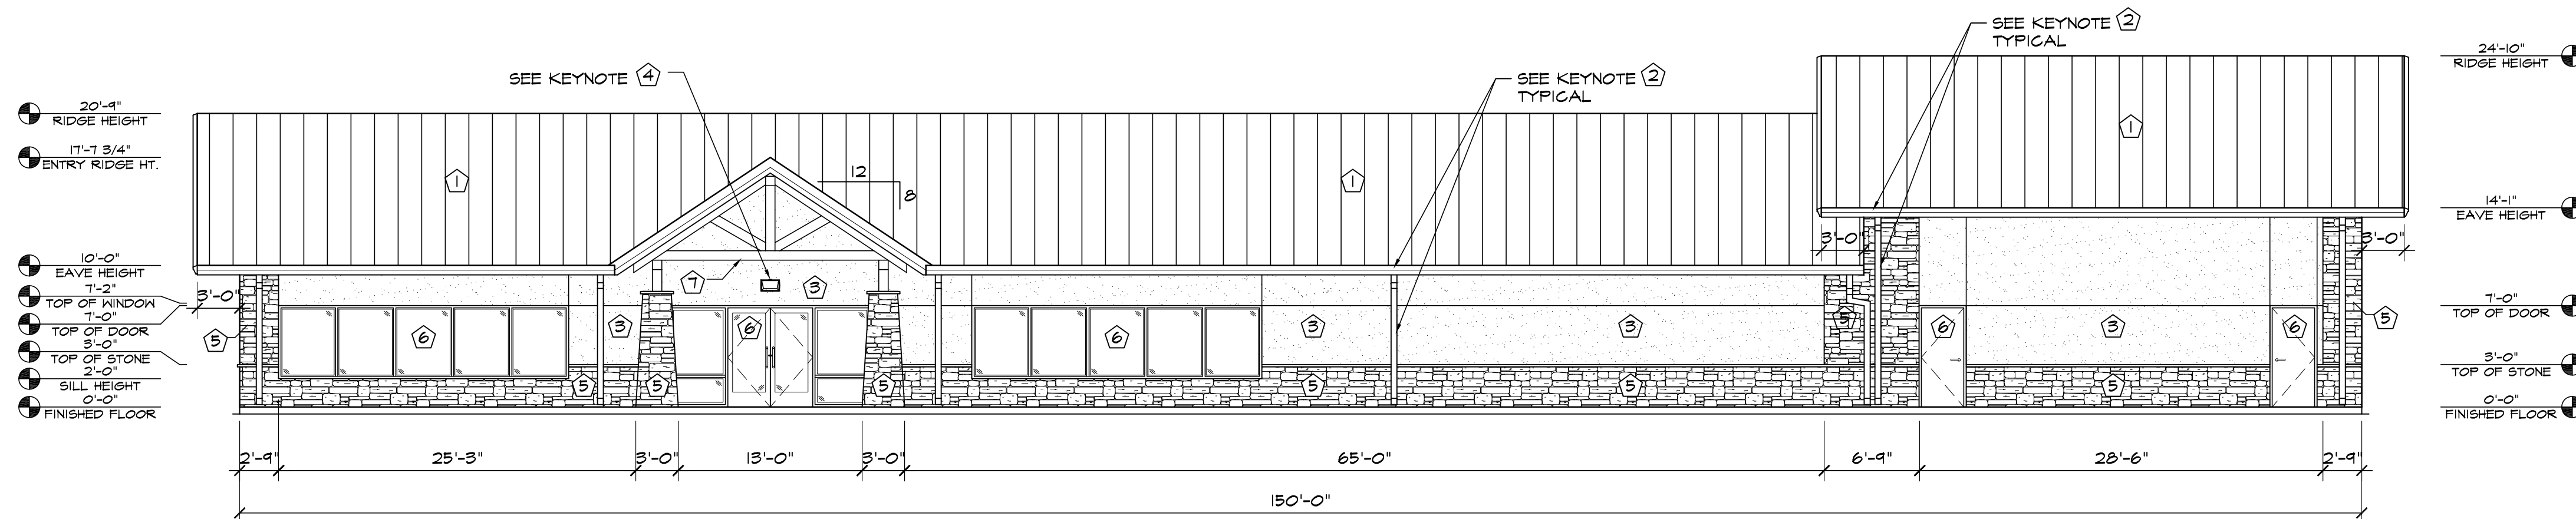 SEE KEYNOTE 2
TYPICAL
24'-10"
RIDGE HEIGHT
SEE KEYNOTE 4
SEE KEYNOTE 2
TYPICAL
20'-9"
RIDGE HEIGHT
17'-7 3/4"
ENTRY RIDGE HT.
1
12
8
1
1
14'-1"
EAVE HEIGHT
3'-0"
3'-0"
10'-0"
EAVE HEIGHT
7'-2"
TOP OF WINDOW
7'-0"
TOP OF DOOR
3'-0"
TOP OF STONE
2'-0"
SILL HEIGHT
0'-0"
FINISHED FLOOR
3'-0"
7
3
5
6
3
6
6
3
3
5
6
3
6
5
7'-0"
TOP OF DOOR
3'-0"
TOP OF STONE
0'-0"
FINISHED FLOOR
5
5
5
5
5
5
2'-9"
25'-3"
3'-0"
13'-0"
3'-0"
65'-0"
6'-9"
28'-6"
2'-9"
150'-0"